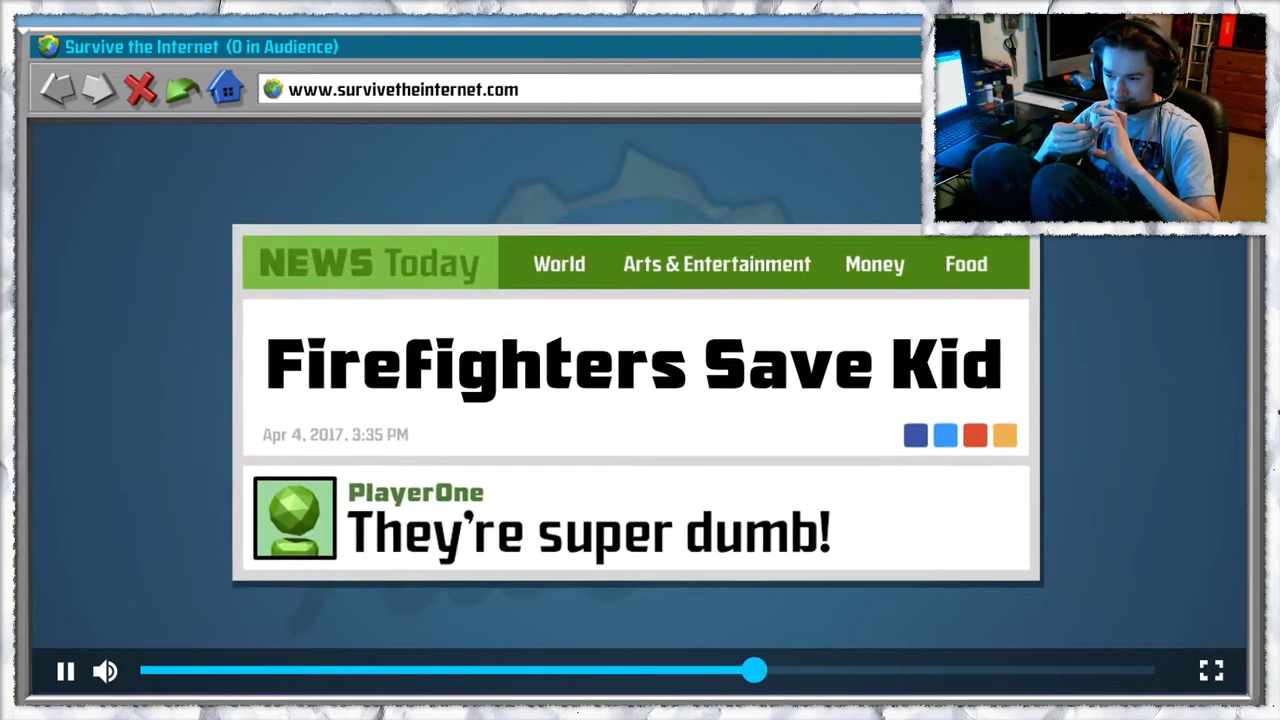 Survive the Internet (0 in Audience)
www.survivetheinternet.com
NEWS Today World Arts & Entertainment Money Food
Firefighters Save Kid
Apr 4, 2017, 3:35 PM
PlayerOne
They're super dumb!